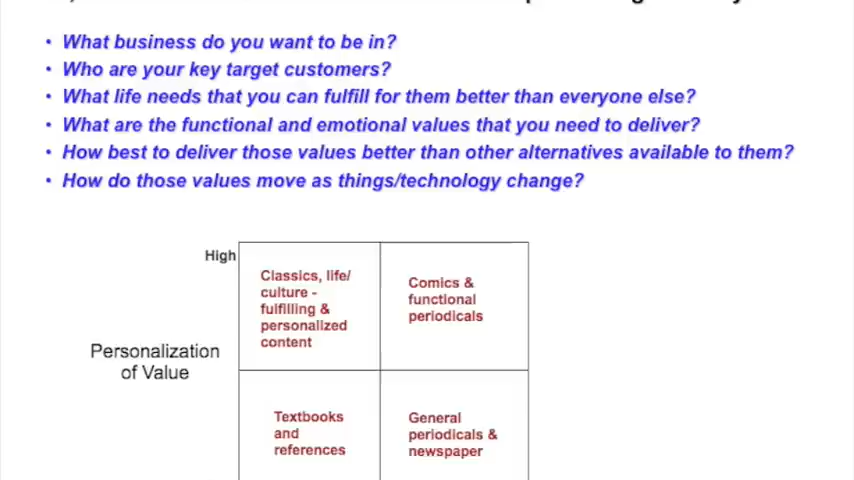 • What business do you want to be in?
• Who are your key target customers?
• What life needs that you can fulfill for them better than everyone else?
• What are the functional and emotional values that you need to deliver?
• How best to deliver those values better than other alternatives available to them?
• How do those values move as things/technology change?
High
Classics, life/
culture -
fulfilling &
personalized
content
Comics &
functional
periodicals
Personalization
of Value
Textbooks
and
references
General
periodicals &
newspaper